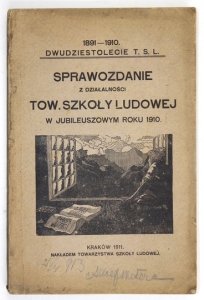 1891—1910.
DWUDZIESTOLECIE T. S. L.
SPRAWOZDANIE
Z DZIAŁALNOŚCI
TOW. SZKOŁY LUDOWEJ
W JUBILEUSZOWYM ROKU 1910.
KRAKÓW 1911.
NAKŁADEM TOWARZYSTWA SZKOŁY LUDOWEJ.